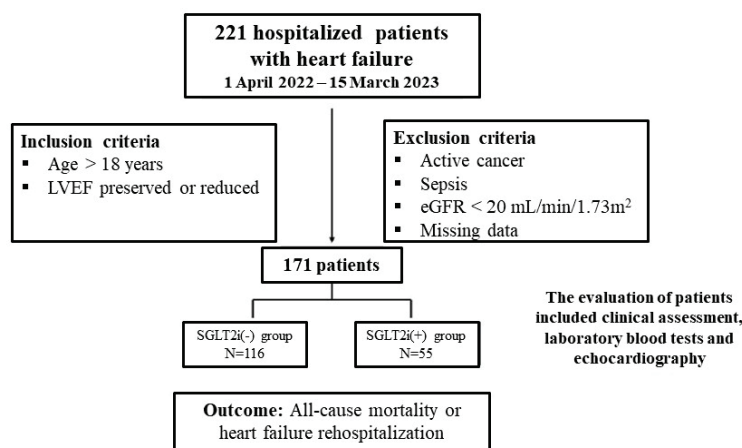 221 hospitalized patients
with heart failure
1 April 2022 – 15 March 2023
Inclusion criteria
▪ Age > 18 years
▪ LVEF preserved or reduced
Exclusion criteria
▪ Active cancer
▪ Sepsis
▪ eGFR < 20 mL/min/1.73m²
▪ Missing data
171 patients
SGLT2i(-) group
N=116
SGLT2i(+) group
N=55
The evaluation of patients
included clinical assessment,
laboratory blood tests and
echocardiography
Outcome: All-cause mortality or
heart failure rehospitalization